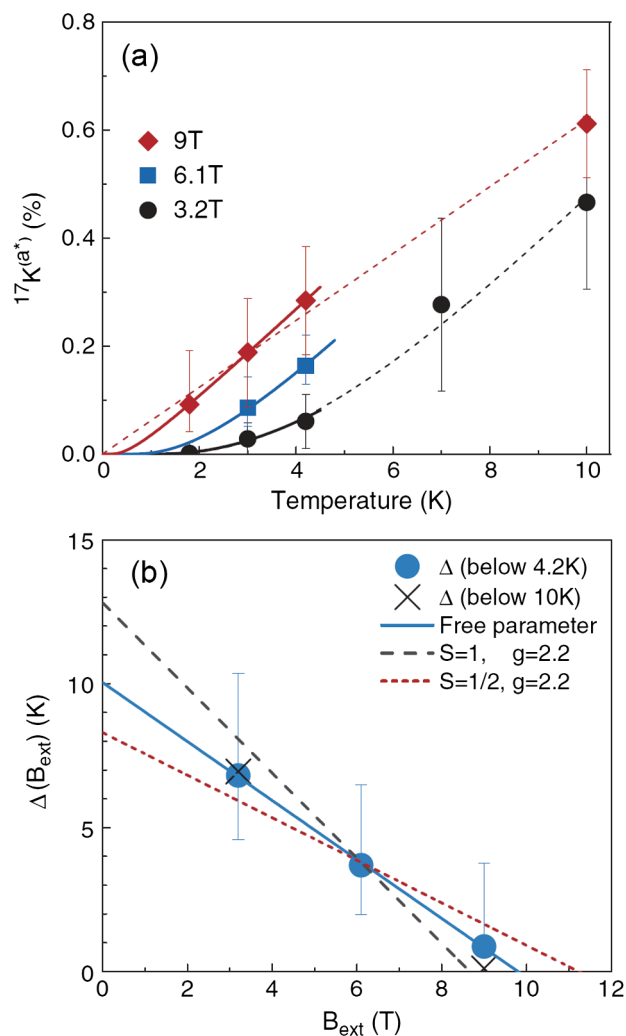 (a)
0.8
0.6
0.4
0.2
0.0
¹⁷K⁽ᵃ*⁾ (%)
9T
6.1T
3.2T
0 2 4 6 8 10
Temperature (K)
(b)
15
10
5
0
Δ(B_ext) (K)
Δ (below 4.2K)
Δ (below 10K)
Free parameter
S=1, g=2.2
S=1/2, g=2.2
0 2 4 6 8 10 12
B_ext (T)